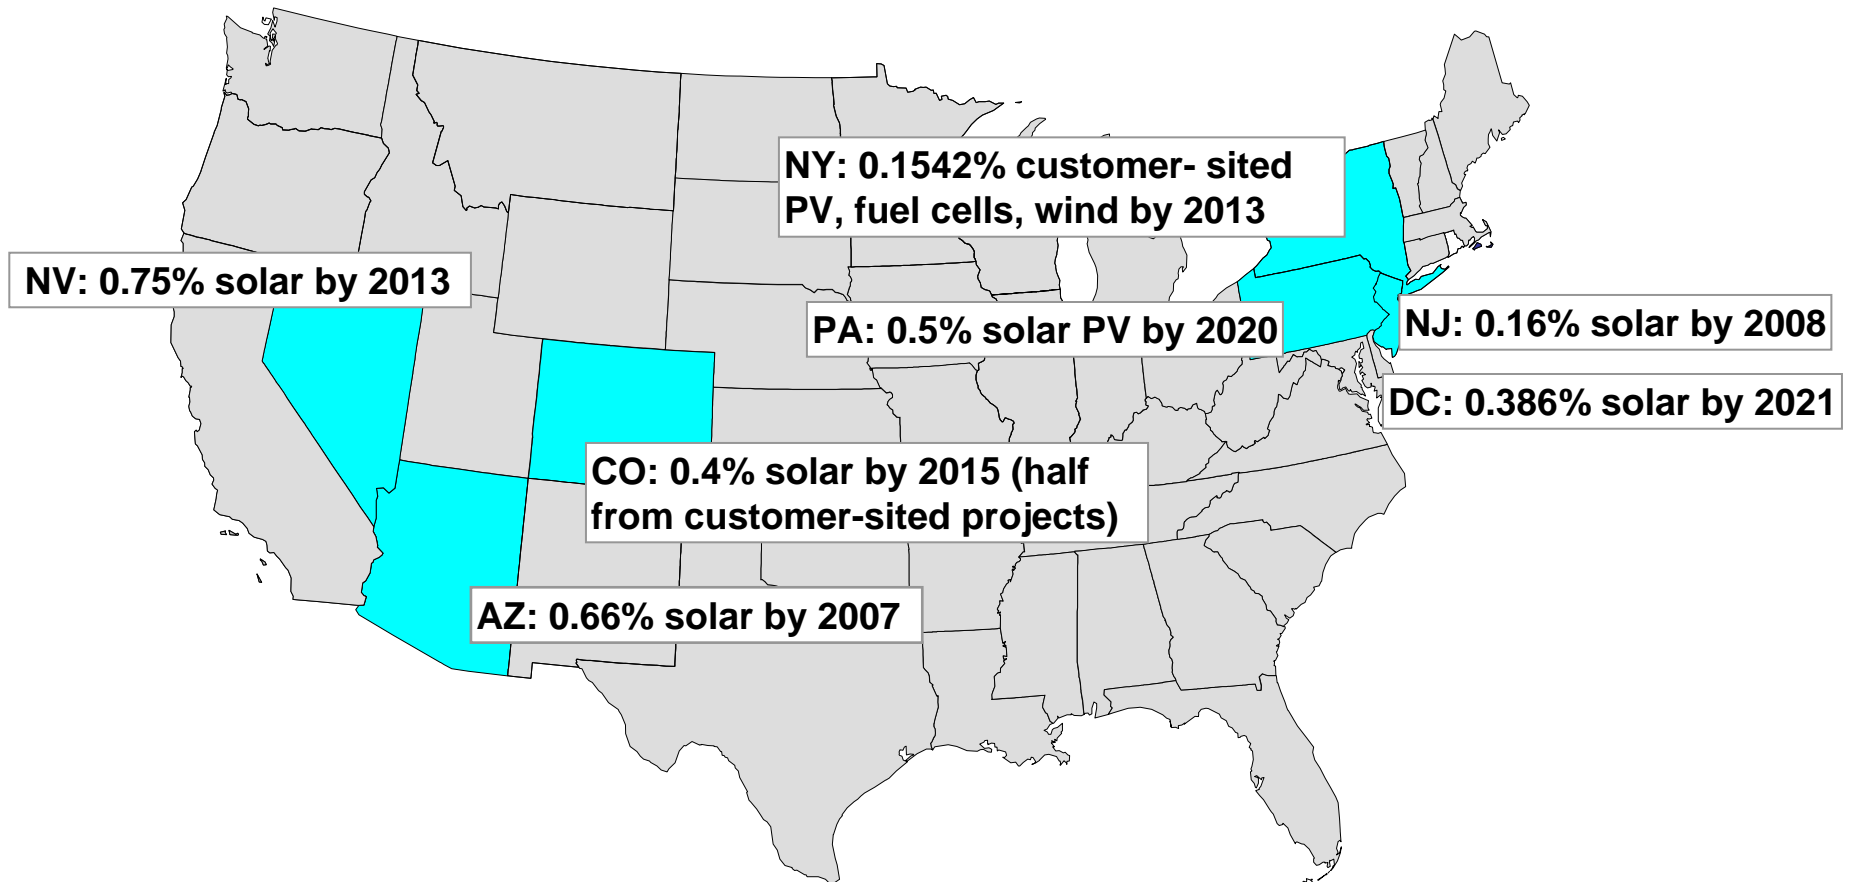 NY: 0.1542% customer- sited
PV, fuel cells, wind by 2013
NV: 0.75% solar by 2013
PA: 0.5% solar PV by 2020
NJ: 0.16% solar by 2008
DC: 0.386% solar by 2021
CO: 0.4% solar by 2015 (half
from customer-sited projects)
AZ: 0.66% solar by 2007